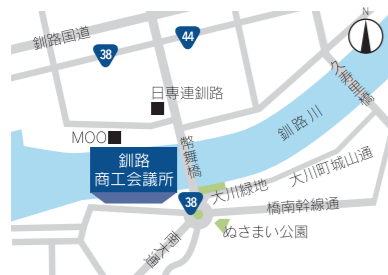 N
44
釧路国道
38
久寿里橋
日専連釧路
釧路川
MOO
幣舞橋
釧路
商工会議所
大川町城山通
大川緑地
38
橋南幹線通
ぬさまい公園
南大通